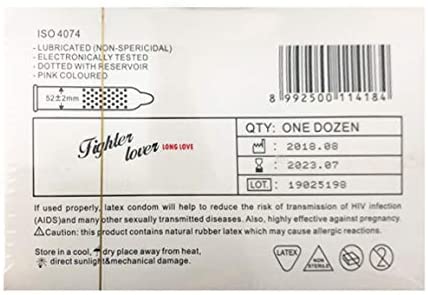 ISO 4074
- LUBRICATED (NON-SPERICIDAL)
- ELECTRONICALLY TESTED
- DOTTED WITH RESERVOIR
- PINK COLOURED
52±2mm
8992500114184
Tighter lover LONG LOVE
QTY: ONE DOZEN
2018.08
2023.07
LOT. 19025198
If used properly, latex condom will help to reduce the risk of transmission of HIV infection
(AIDS)and many other sexually transmitted diseases. Also, highly effective against pregnancy.
⚠Caution: this product contains natural rubber latex which may cause allergic reactions.
Store in a cool, dry place away from heat,
direct sunlight&mechanical damage.
LATEX
NON
STERILE
2